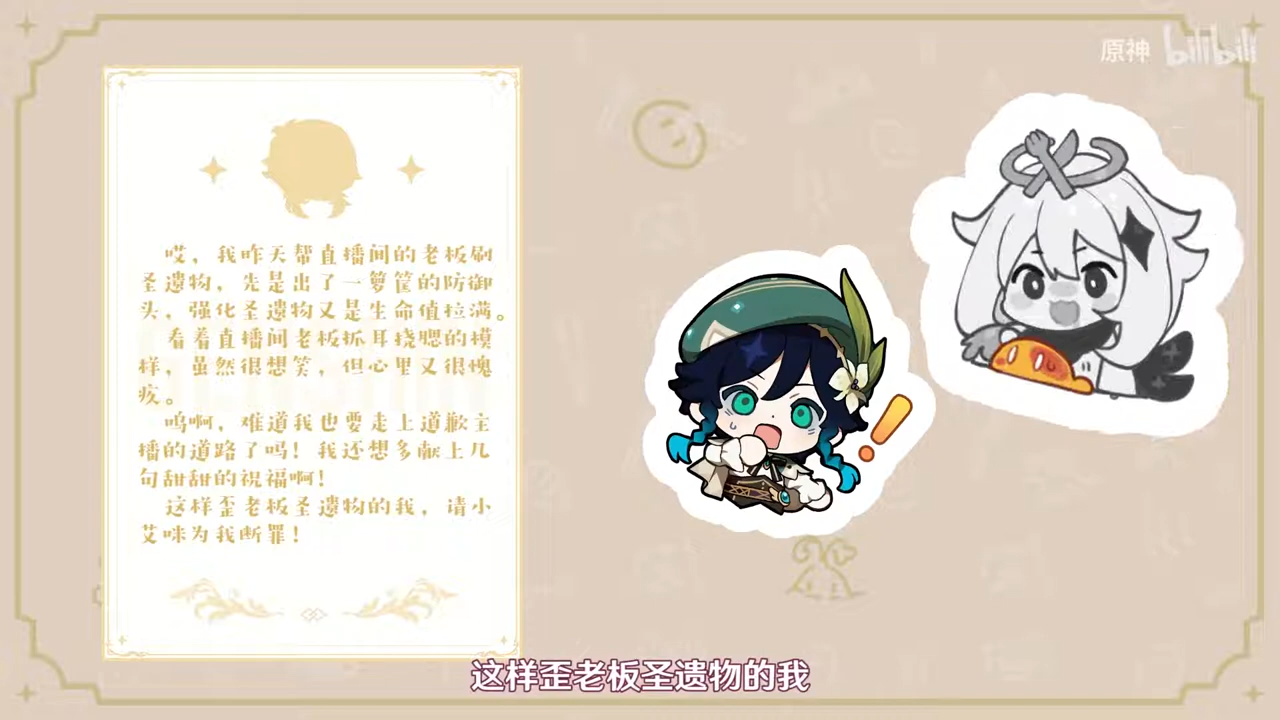 原神 bilibili
哎，我昨天帮直播间的老板刷
圣遗物，先是出了一箩筐的防御
头，强化圣遗物又是生命值拉满。
看着直播间老板抓耳挠腮的模
样，虽然很想笑，但心里又很愧
疚。
呜啊，难道我也要走上道歉主
播的道路了吗！我还想多献上几
句甜甜的祝福啊！
这样歪老板圣遗物的我，请小
艾咪为我断罪！
这样歪老板圣遗物的我